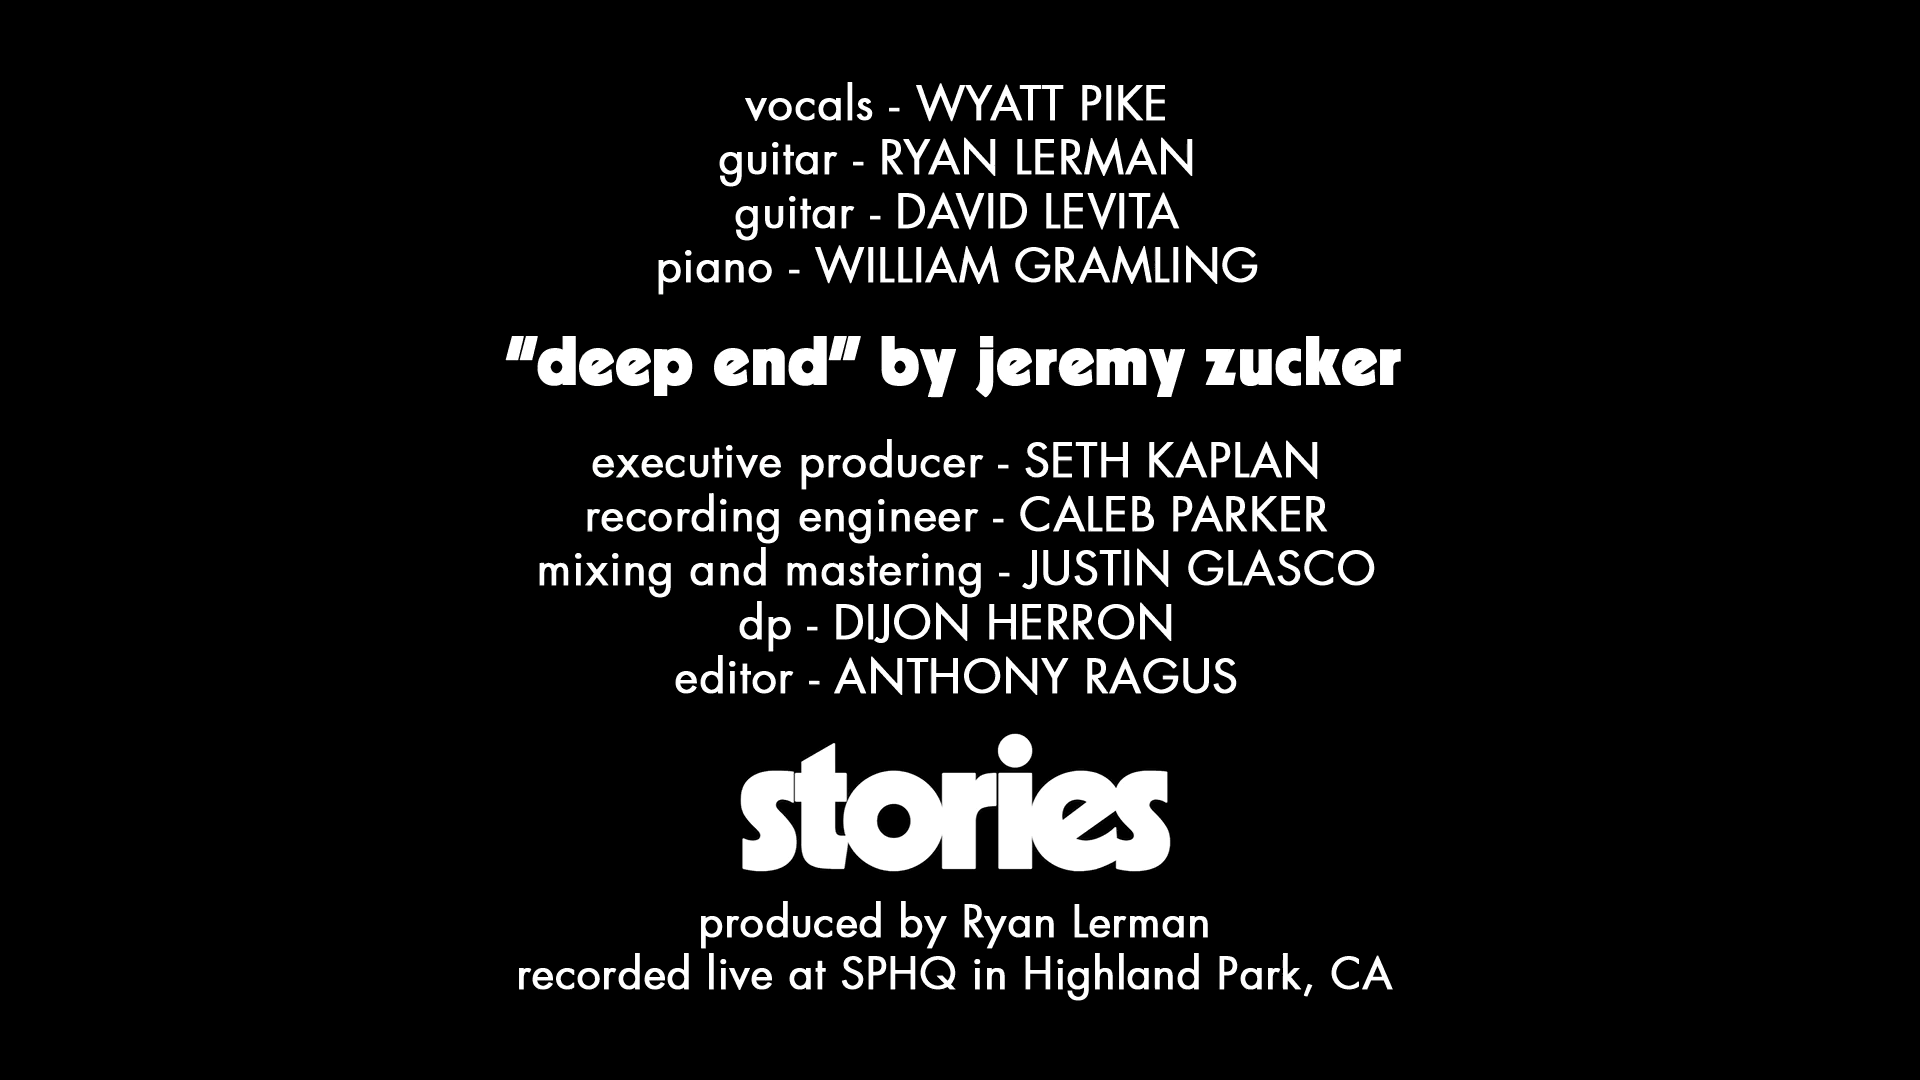 vocals - WYATT PIKE
guitar - RYAN LERMAN
guitar - DAVID LEVITA
piano - WILLIAM GRAMLING
"deep end" by jeremy zucker
executive producer - SETH KAPLAN
recording engineer - CALEB PARKER
mixing and mastering - JUSTIN GLASCO
dp - DIJON HERRON
editor - ANTHONY RAGUS
stories
produced by Ryan Lerman
recorded live at SPHQ in Highland Park, CA